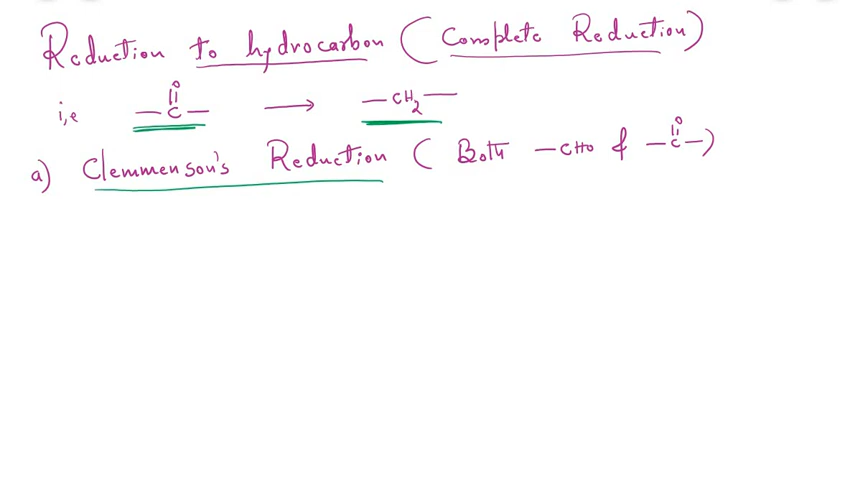 Reduction to hydrocarbon (Complete Reduction)
i,e —C(=O)— → —CH₂—
a) Clemmenson's Reduction ( Both —CHO & —C(=O)—)